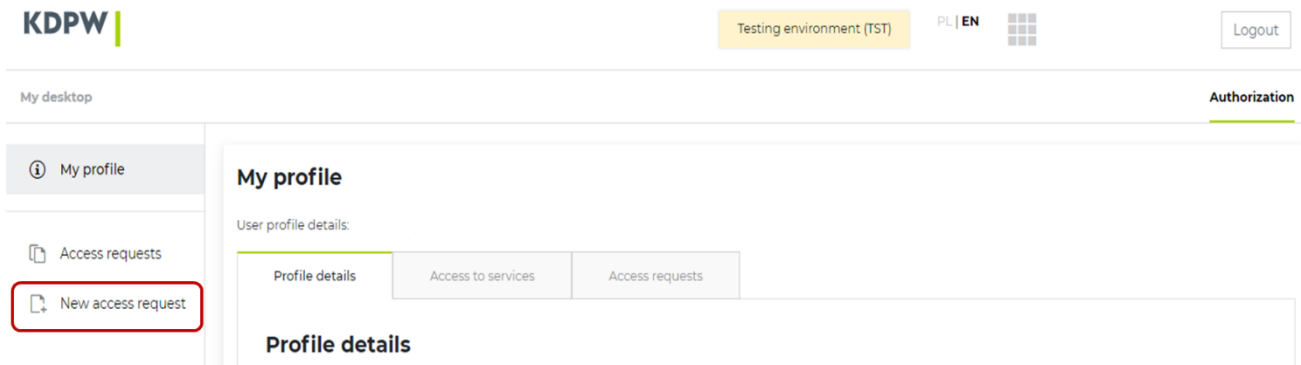 KDPW
Testing environment (TST)
PL | EN
Logout
My desktop
Authorization
My profile
Access requests
New access request
My profile
User profile details:
Profile details
Access to services
Access requests
Profile details